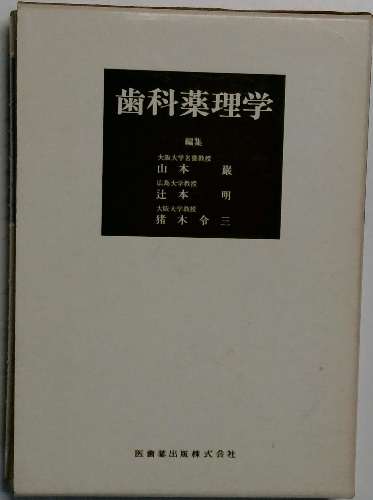 歯科薬理学
編集
大阪大学名誉教授
山本 巌
広島大学教授
辻本 明
大阪大学教授
猪木令三
医歯薬出版株式会社